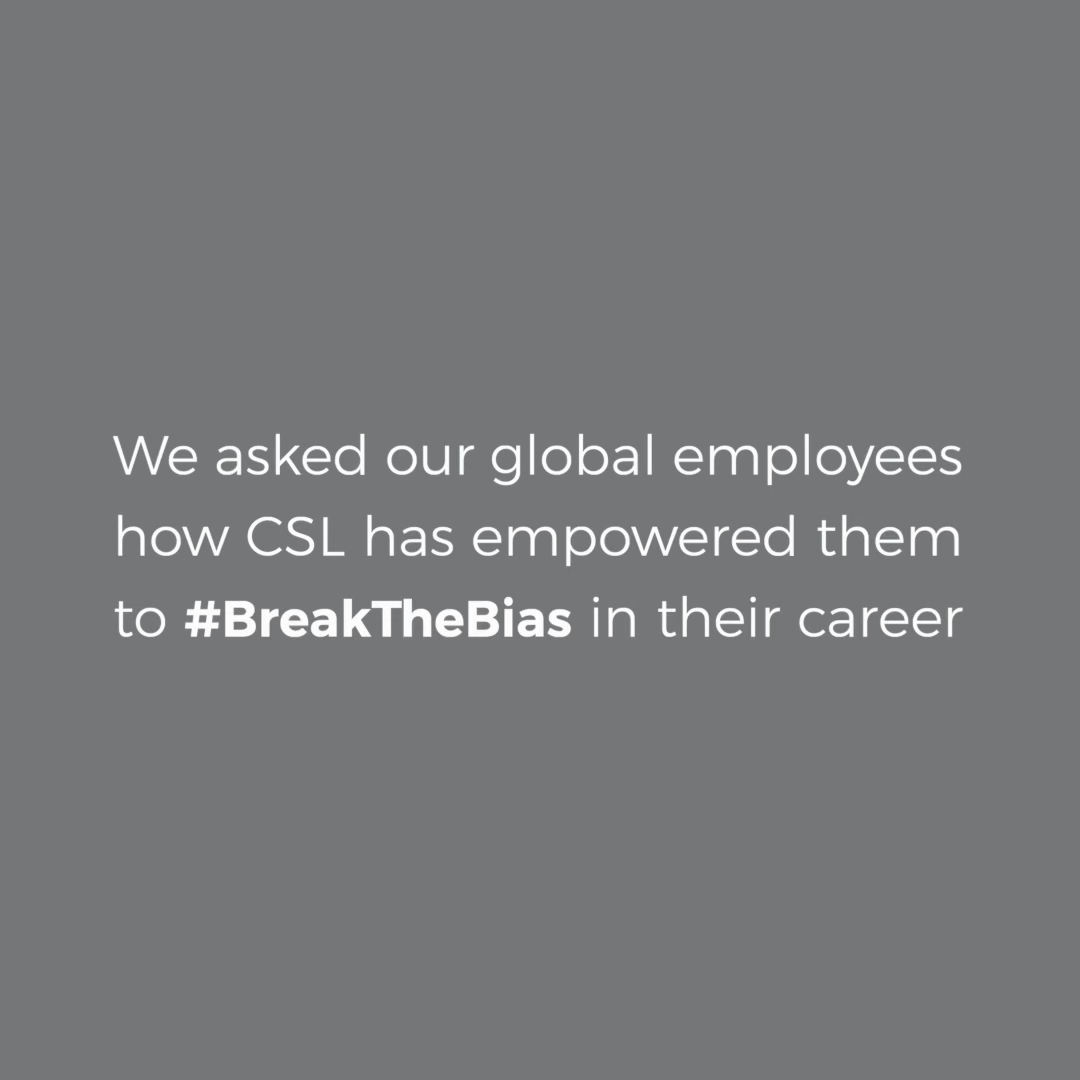 We asked our global employees
how CSL has empowered them
to #BreakTheBias in their career